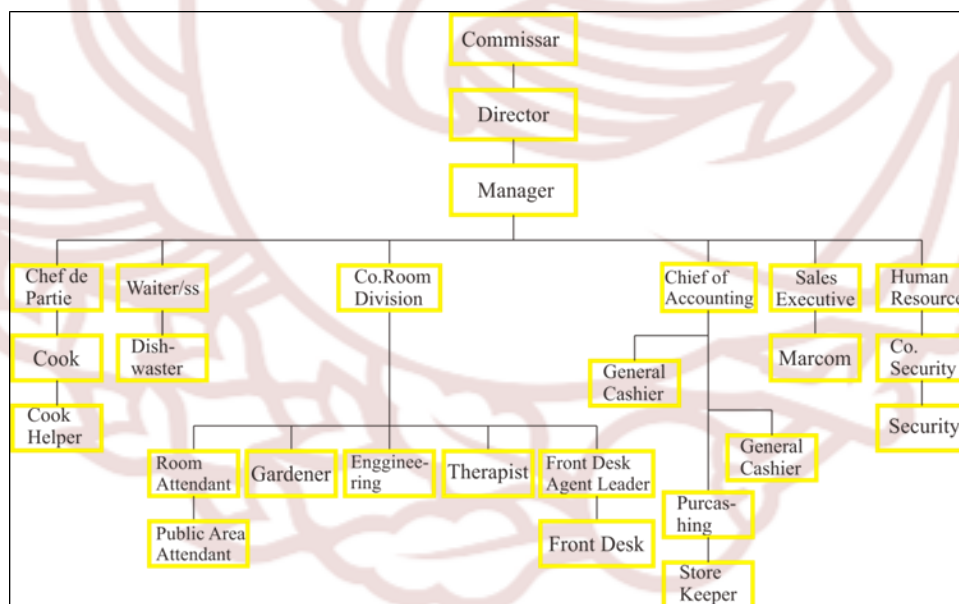 Commissar
Director
Manager
Chef de
Partie
Waiter/ss
Co.Room
Division
Chief of
Accounting
Sales
Executive
Human
Resource
Cook
Dish-
waster
General
Cashier
Marcom
Co.
Security
Cook
Helper
Security
Room
Attendant
Gardener
Engginee-
ring
Therapist
Front Desk
Agent Leader
General
Cashier
Public Area
Attendant
Front Desk
Purcas-
hing
Store
Keeper